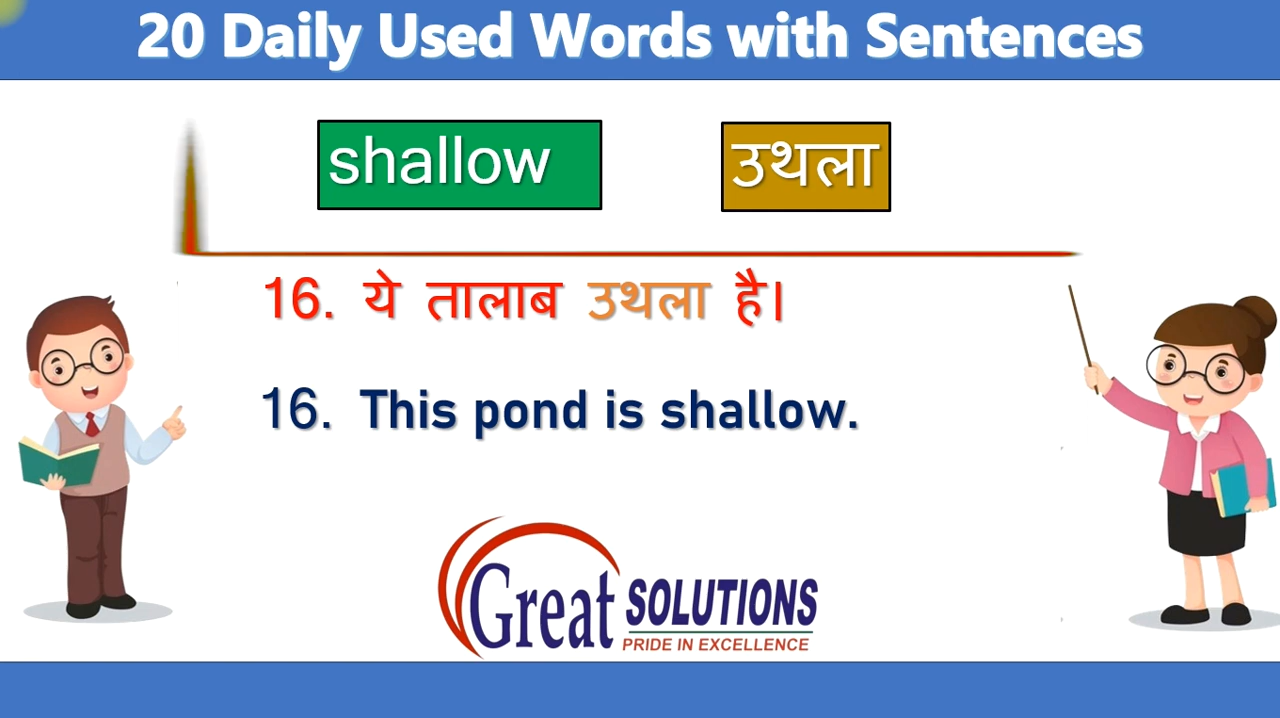 20 Daily Used Words with Sentences
shallow उथला
16. ये तालाब उथला है।
16. This pond is shallow.
Great SOLUTIONS
PRIDE IN EXCELLENCE